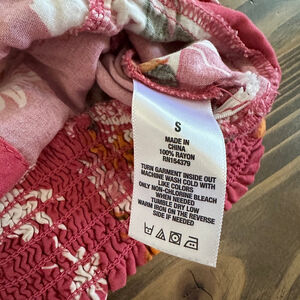 S
MADE IN
CHINA
100% RAYON
RN154379
TURN GARMENT INSIDE OUT
MACHINE WASH COLD WITH
LIKE COLORS
ONLY NON-CHLORINE BLEACH
WHEN NEEDED
TUMBLE DRY LOW
WARM IRON ON THE REVERSE
SIDE IF NEEDED